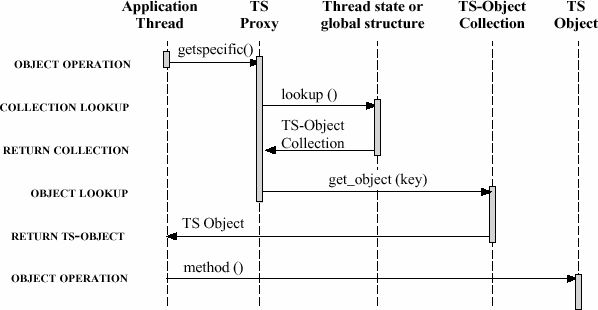 Application Thread
TS Proxy
Thread state or global structure
TS-Object Collection
TS Object
getspecific()
OBJECT OPERATION
lookup ()
COLLECTION LOOKUP
TS-Object
Collection
RETURN COLLECTION
get_object (key)
OBJECT LOOKUP
TS Object
RETURN TS-OBJECT
method ()
OBJECT OPERATION